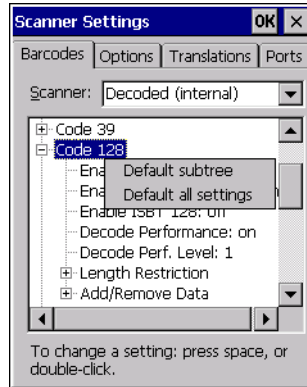 Scanner Settings OK ×
Barcodes Options Translations Ports
Scanner: Decoded (internal)
Code 39
Code 128
Default subtree
Default all settings
Enable ISBT 128: off
Decode Performance: on
Decode Perf. Level: 1
Length Restriction
Add/Remove Data
To change a setting: press space, or
double-click.